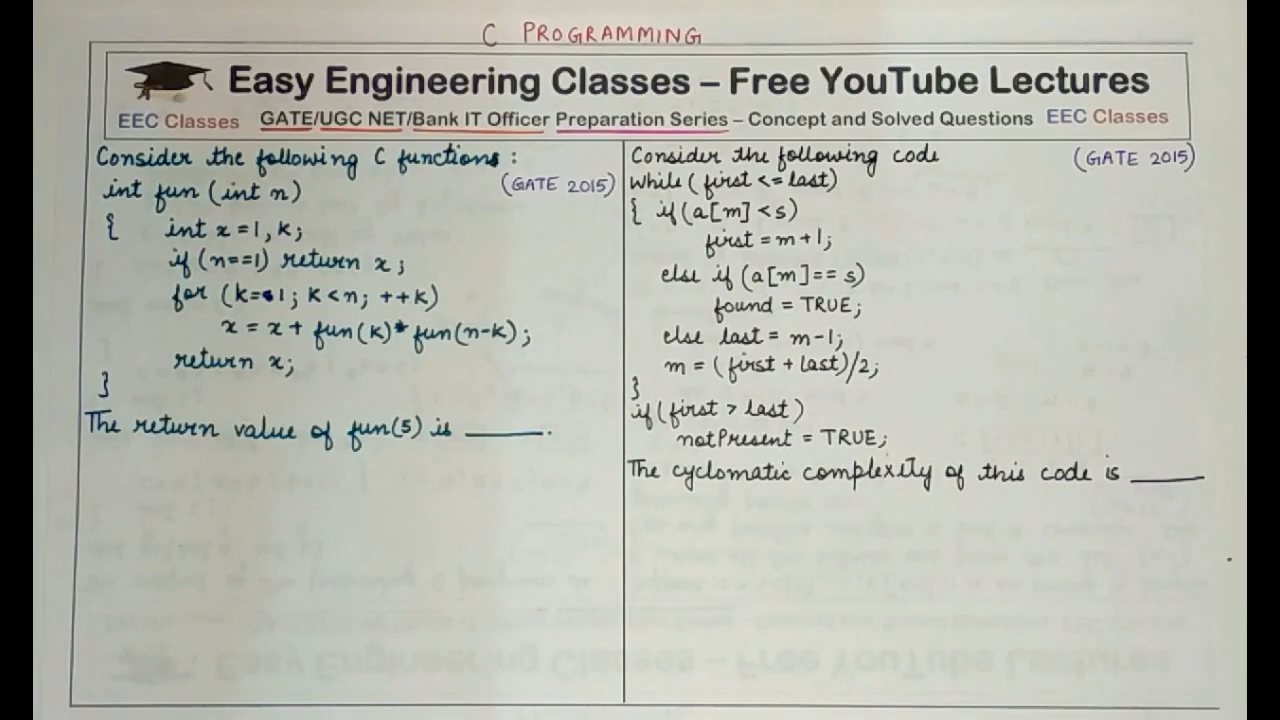 C PROGRAMMING
Easy Engineering Classes – Free YouTube Lectures
EEC Classes GATE/UGC NET/Bank IT Officer Preparation Series – Concept and Solved Questions EEC Classes
Consider the following C functions :
(GATE 2015)
int fun (int n)
{ int x = 1, k;
if (n==1) return x;
for (k=1; k<n; ++k)
x = x + fun(k)* fun(n-k);
return x;
}
The return value of fun(5) is ______.
Consider the following code (GATE 2015)
while( first <= last)
{ if (a[m] < s)
first = m+1;
else if (a[m]== s)
found = TRUE;
else last = m-1;
m = ( first + last)/2;
}
if( first > last )
notPresent = TRUE;
The cyclomatic complexity of this code is ______